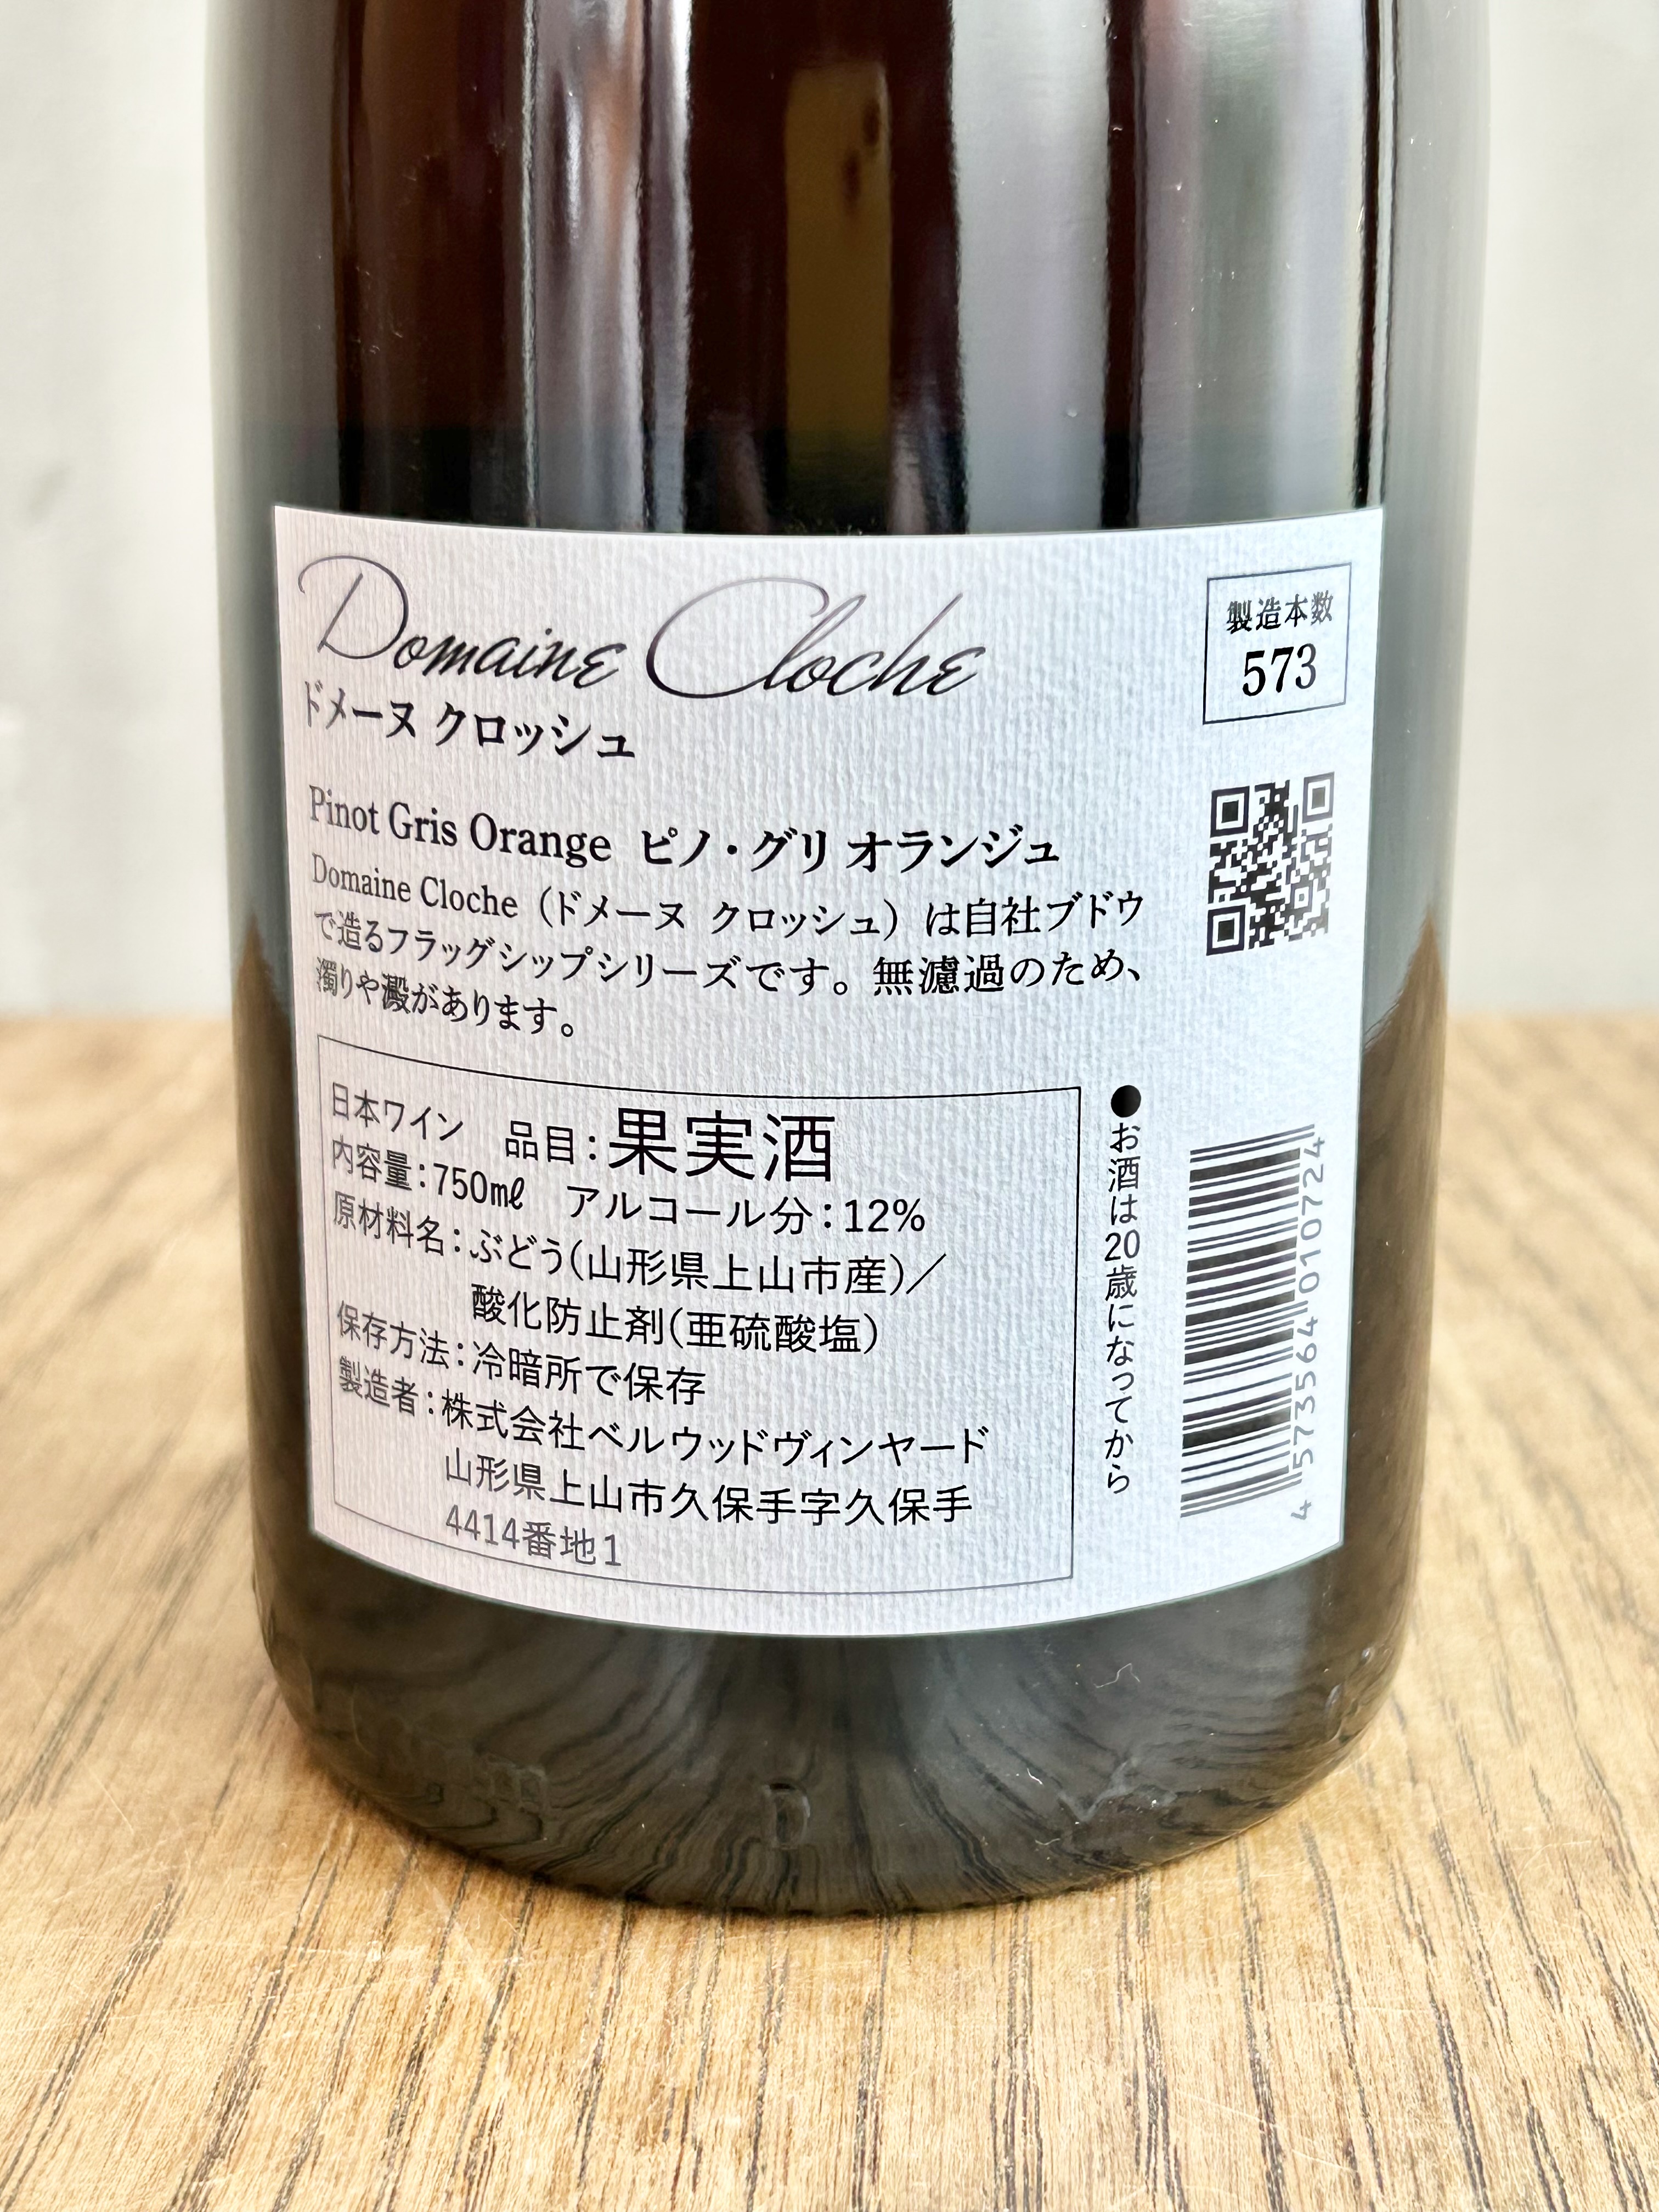 Domaine Cloche
ドメーヌ クロッシュ
製造本数
573
Pinot Gris Orange ピノ・グリ オランジュ
Domaine Cloche（ドメーヌ クロッシュ）は自社ブドウ
で造るフラッグシップシリーズです。無濾過のため、
濁りや澱があります。
日本ワイン 品目：果実酒
内容量：750㎖ アルコール分：12%
原材料名：ぶどう(山形県上山市産)／
酸化防止剤(亜硫酸塩)
保存方法：冷暗所で保存
製造者：株式会社ベルウッドヴィンヤード
山形県上山市久保手字久保手
4414番地1
●お酒は20歳になってから
4 573564 010724